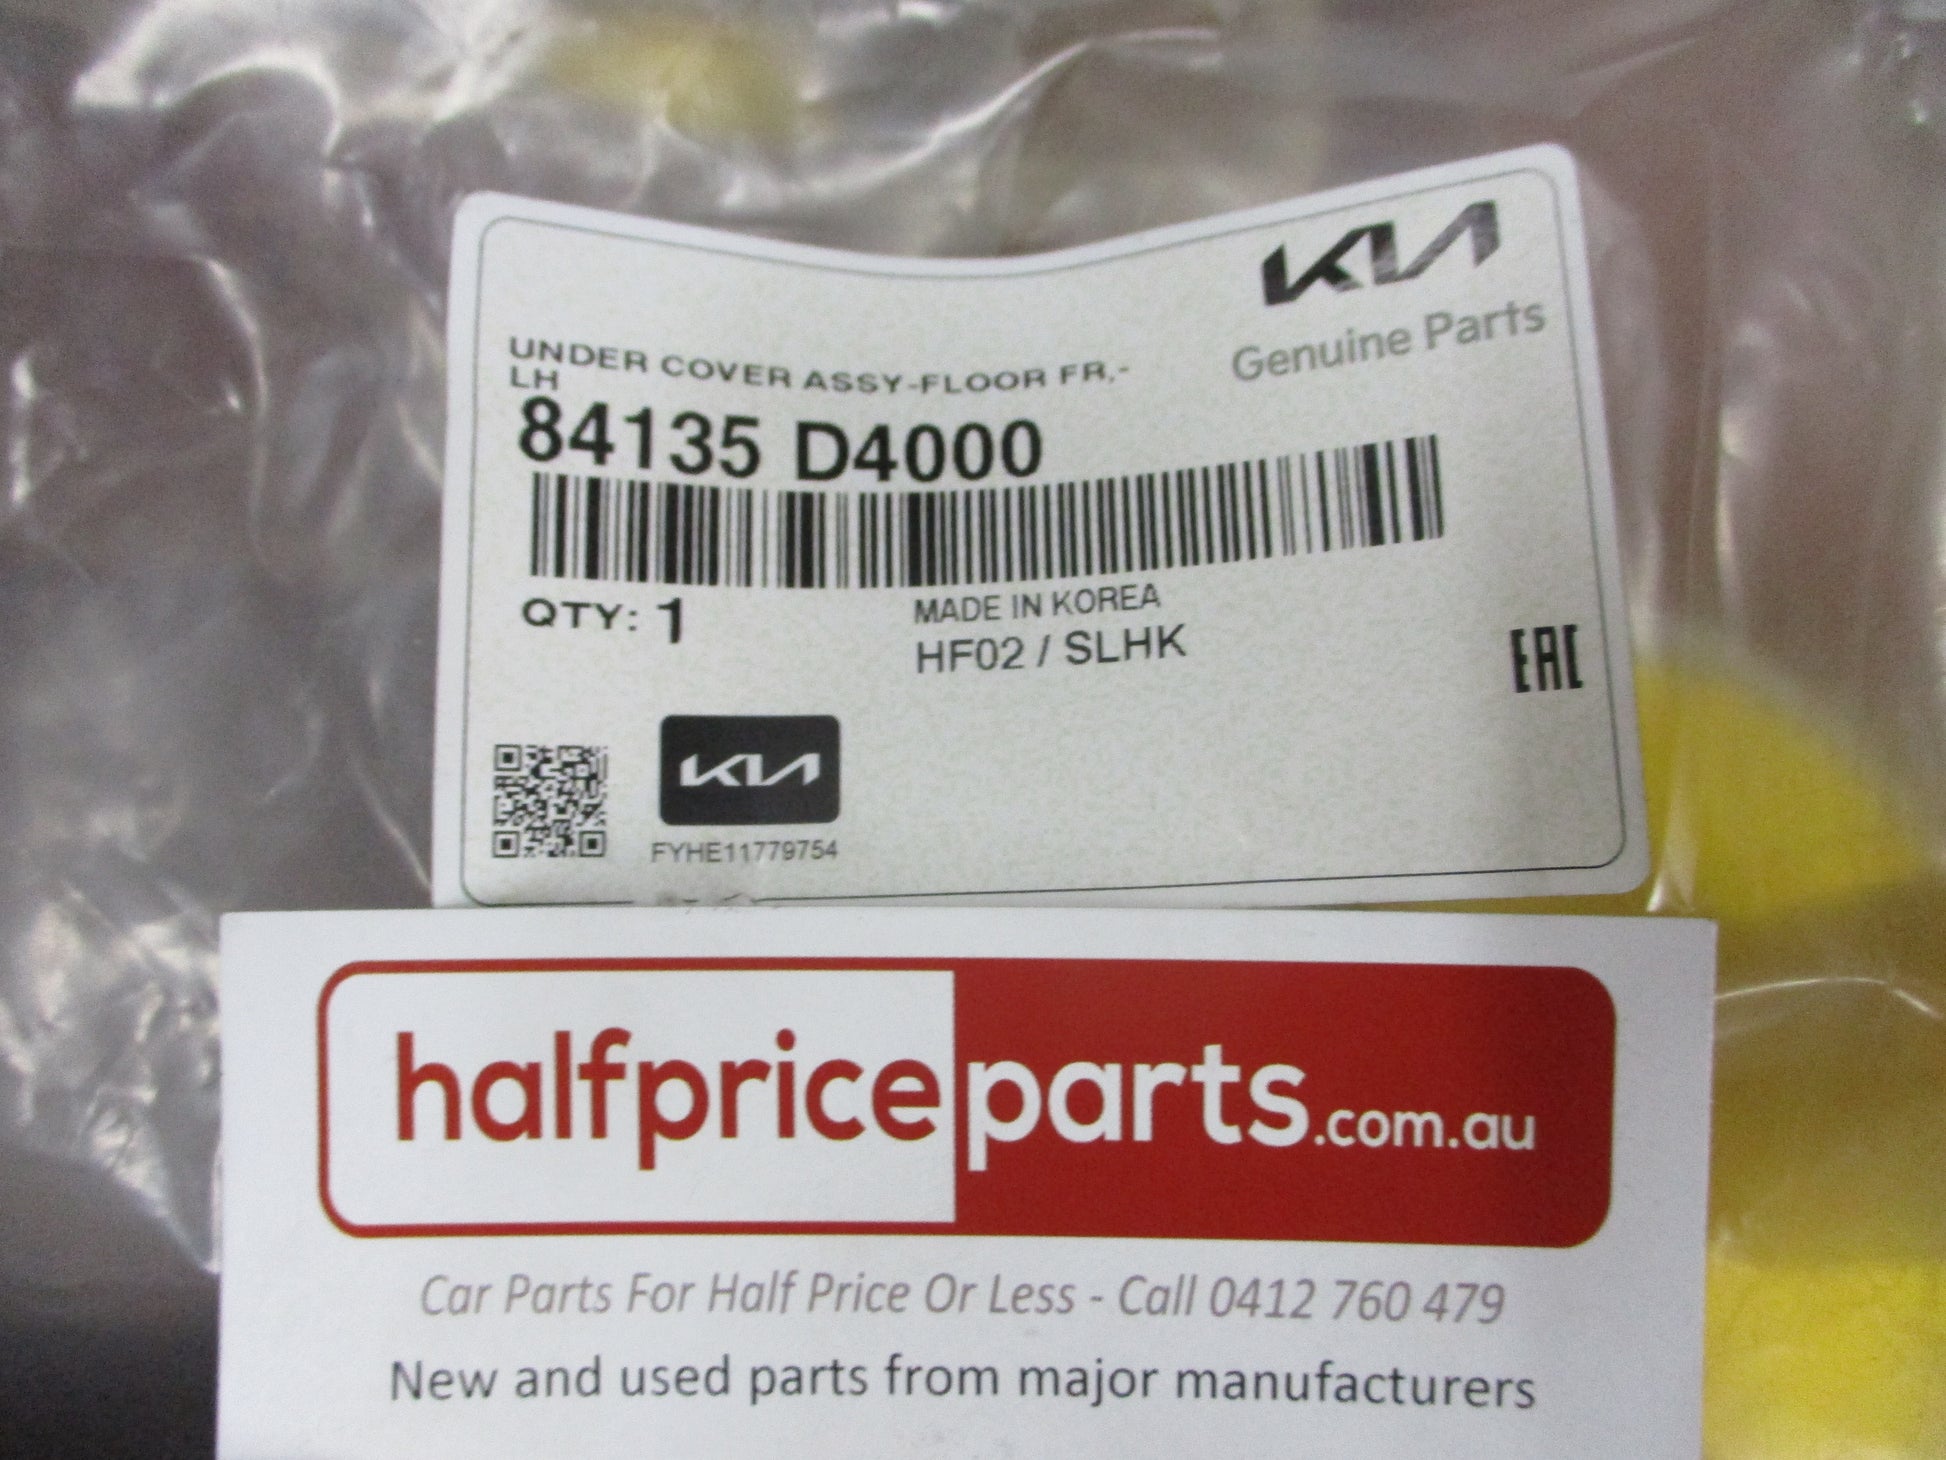 KIA
Genuine Parts
UNDER COVER ASSY-FLOOR FR,-
LH
84135 D4000
QTY: 1
MADE IN KOREA
HF02 / SLHK
EAC
KIA
FYHE11779754
halfpriceparts.com.au
Car Parts For Half Price Or Less - Call 0412 760 479
New and used parts from major manufacturers